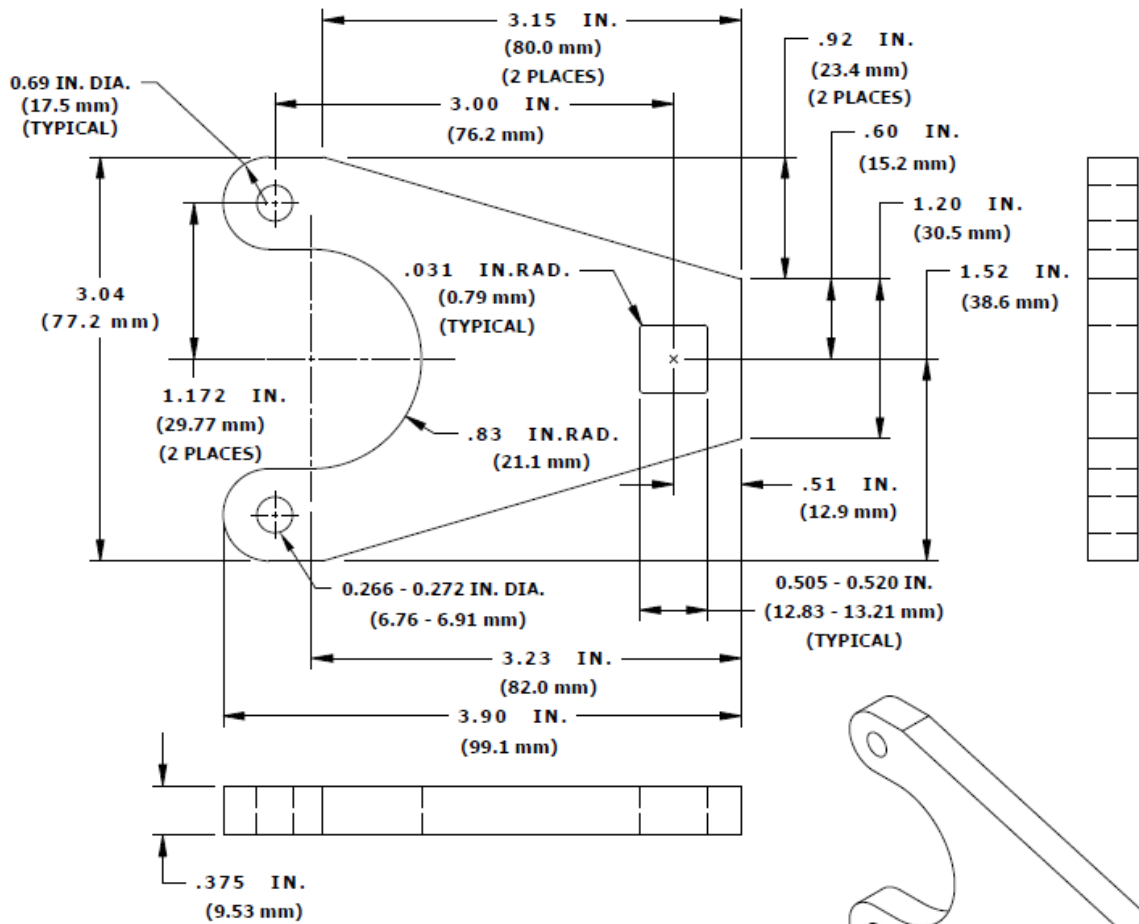 3.15 IN.
(80.0 mm)
(2 PLACES)
.92 IN.
(23.4 mm)
(2 PLACES)
0.69 IN. DIA.
(17.5 mm)
(TYPICAL)
3.00 IN.
(76.2 mm)
.60 IN.
(15.2 mm)
1.20 IN.
(30.5 mm)
.031 IN.RAD.
(0.79 mm)
(TYPICAL)
1.52 IN.
(38.6 mm)
3.04
(77.2 mm)
1.172 IN.
(29.77 mm)
(2 PLACES)
.83 IN.RAD.
(21.1 mm)
.51 IN.
(12.9 mm)
0.266 - 0.272 IN. DIA.
(6.76 - 6.91 mm)
0.505 - 0.520 IN.
(12.83 - 13.21 mm)
(TYPICAL)
3.23 IN.
(82.0 mm)
3.90 IN.
(99.1 mm)
.375 IN.
(9.53 mm)